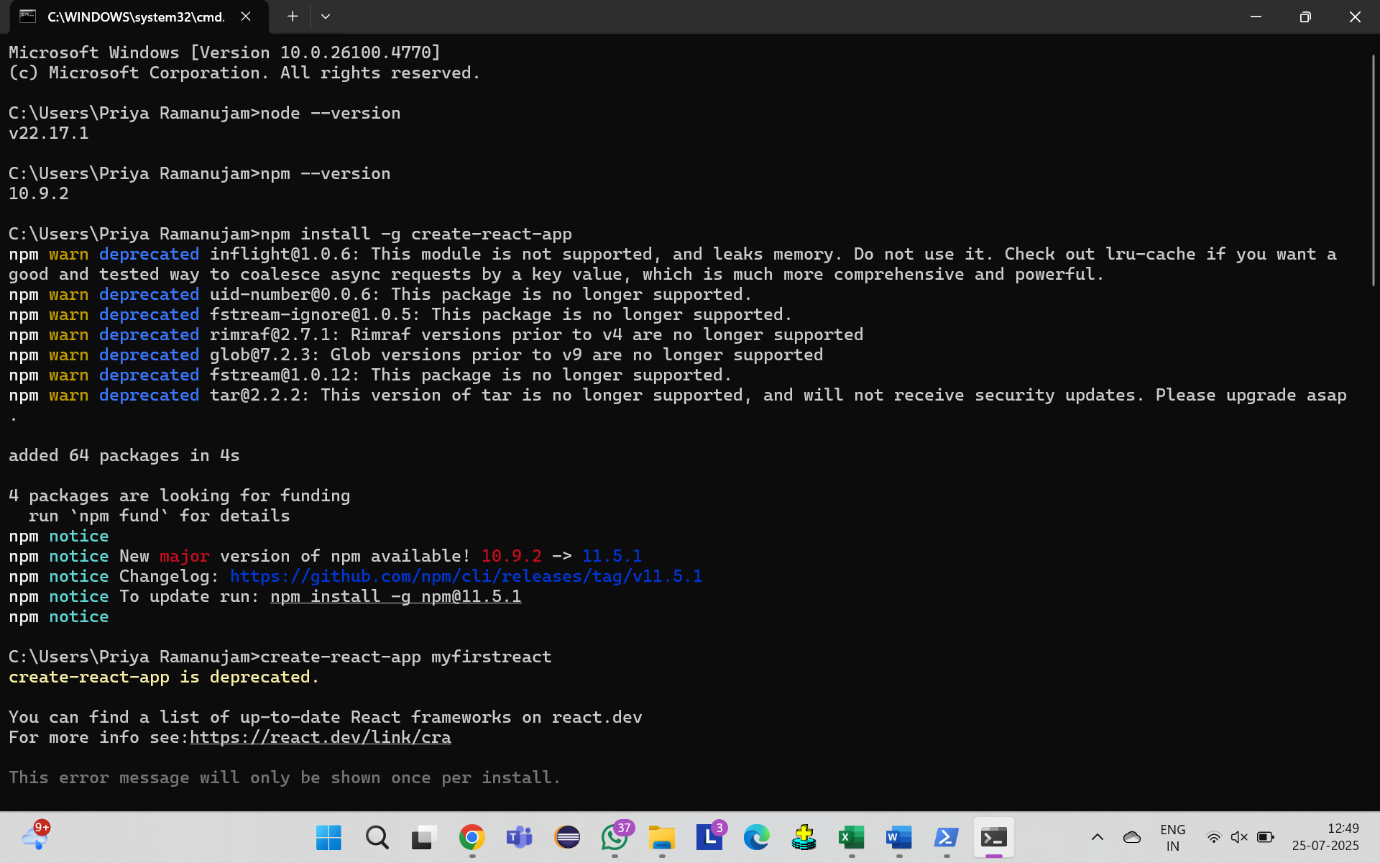 C:\WINDOWS\system32\cmd.
Microsoft Windows [Version 10.0.26100.4770]
(c) Microsoft Corporation. All rights reserved.
C:\Users\Priya Ramanujam>node --version
v22.17.1
C:\Users\Priya Ramanujam>npm --version
10.9.2
C:\Users\Priya Ramanujam>npm install -g create-react-app
npm warn deprecated inflight@1.0.6: This module is not supported, and leaks memory. Do not use it. Check out lru-cache if you want a
good and tested way to coalesce async requests by a key value, which is much more comprehensive and powerful.
npm warn deprecated uid-number@0.0.6: This package is no longer supported.
npm warn deprecated fstream-ignore@1.0.5: This package is no longer supported.
npm warn deprecated rimraf@2.7.1: Rimraf versions prior to v4 are no longer supported
npm warn deprecated glob@7.2.3: Glob versions prior to v9 are no longer supported
npm warn deprecated fstream@1.0.12: This package is no longer supported.
npm warn deprecated tar@2.2.2: This version of tar is no longer supported, and will not receive security updates. Please upgrade asap
.
added 64 packages in 4s
4 packages are looking for funding
run `npm fund` for details
npm notice
npm notice New major version of npm available! 10.9.2 -> 11.5.1
npm notice Changelog: https://github.com/npm/cli/releases/tag/v11.5.1
npm notice To update run: npm install -g npm@11.5.1
npm notice
C:\Users\Priya Ramanujam>create-react-app myfirstreact
create-react-app is deprecated.
You can find a list of up-to-date React frameworks on react.dev
For more info see:https://react.dev/link/cra
This error message will only be shown once per install.
9+
37
3
ENG
IN
12:49
25-07-2025